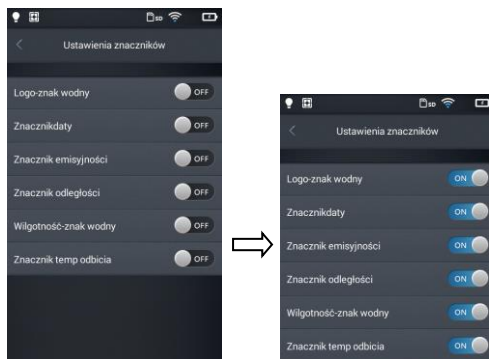 SD
Ustawienia znaczników
Logo-znak wodny OFF
Znacznikdaty OFF
Znacznik emisyjności OFF
Znacznik odległości OFF
Wilgotność-znak wodny OFF
Znacznik temp odbicia OFF
SD
Ustawienia znaczników
Logo-znak wodny ON
Znacznikdaty ON
Znacznik emisyjności ON
Znacznik odległości ON
Wilgotność-znak wodny ON
Znacznik temp odbicia ON